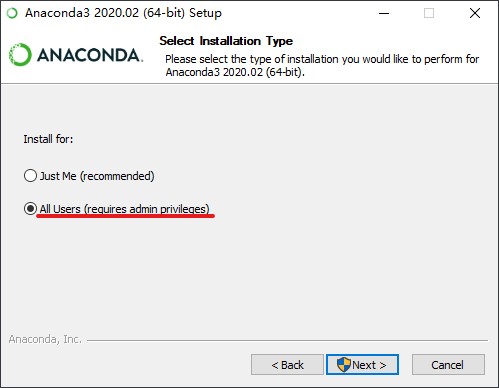 Anaconda3 2020.02 (64-bit) Setup
ANACONDA.
Select Installation Type
Please select the type of installation you would like to perform for
Anaconda3 2020.02 (64-bit).
Install for:
Just Me (recommended)
All Users (requires admin privileges)
Anaconda, Inc.
< Back
Next >
Cancel